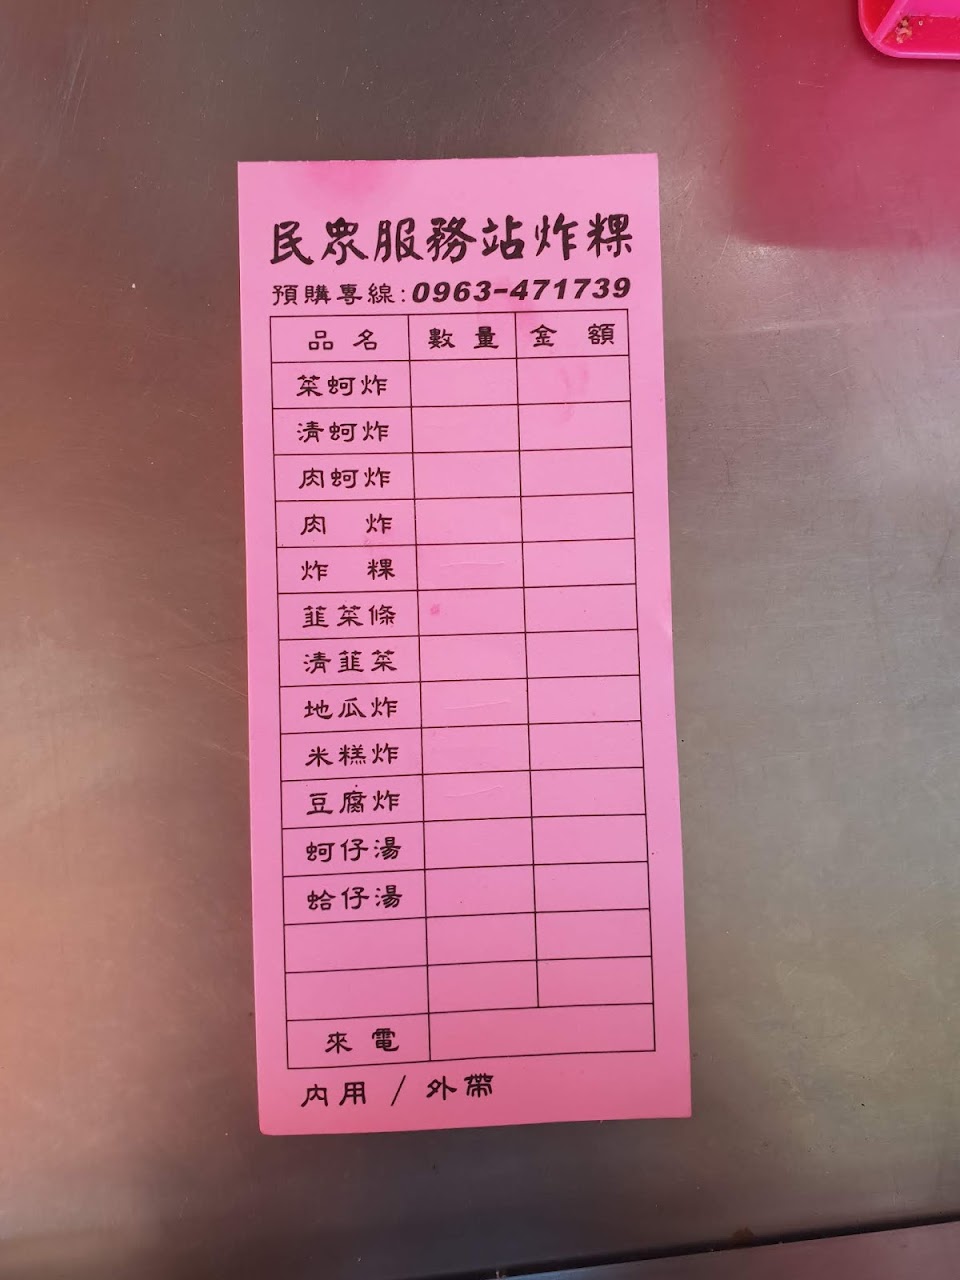 民眾服務站炸粿
預購專線:0963-471739
品名 數量 金額
菜蚵炸
清蚵炸
肉蚵炸
肉炸
炸粿
韮菜條
清韮菜
地瓜炸
米糕炸
豆腐炸
蚵仔湯
蛤仔湯
來電
內用 / 外帶